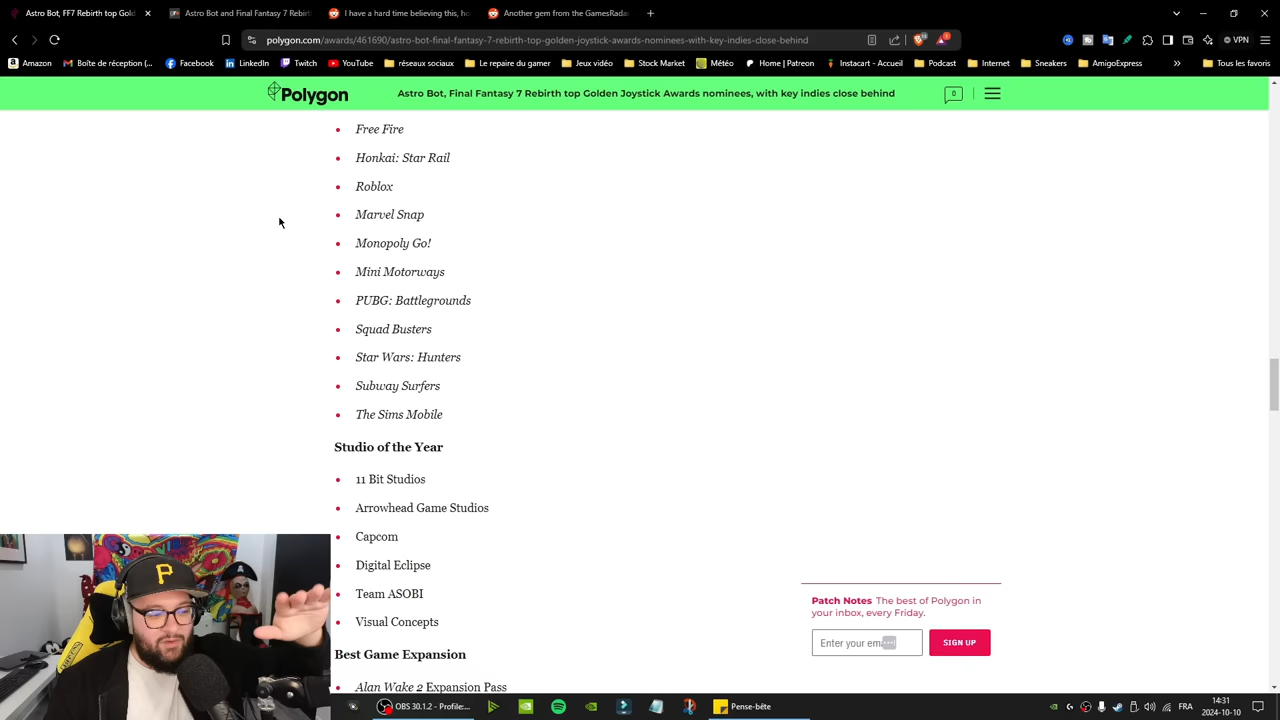 Astro Bot, FF7 Rebirth top Gold
Astro Bot and Final Fantasy 7 Rebirt
I have a hard time believing this, ho
Another gem from the GamesRadar
polygon.com/awards/461690/astro-bot-final-fantasy-7-rebirth-top-golden-joystick-awards-nominees-with-key-indies-close-behind
VPN
Amazon
Boîte de réception (...
Facebook
LinkedIn
Twitch
YouTube
réseaux sociaux
Le repaire du gamer
Jeux vidéo
Stock Market
Météo
Home | Patreon
Instacart - Accueil
Podcast
Internet
Sneakers
AmigoExpress
Tous les favoris
Polygon
Astro Bot, Final Fantasy 7 Rebirth top Golden Joystick Awards nominees, with key indies close behind
0
Free Fire
Honkai: Star Rail
Roblox
Marvel Snap
Monopoly Go!
Mini Motorways
PUBG: Battlegrounds
Squad Busters
Star Wars: Hunters
Subway Surfers
The Sims Mobile
Studio of the Year
11 Bit Studios
Arrowhead Game Studios
Capcom
Digital Eclipse
Team ASOBI
Visual Concepts
Best Game Expansion
Alan Wake 2 Expansion Pass
Patch Notes The best of Polygon in
your inbox, every Friday.
Enter your ema
SIGN UP
P
OBS 30.1.2 - Profile:...
Pense-bête
FRA
14:31
2024-10-10